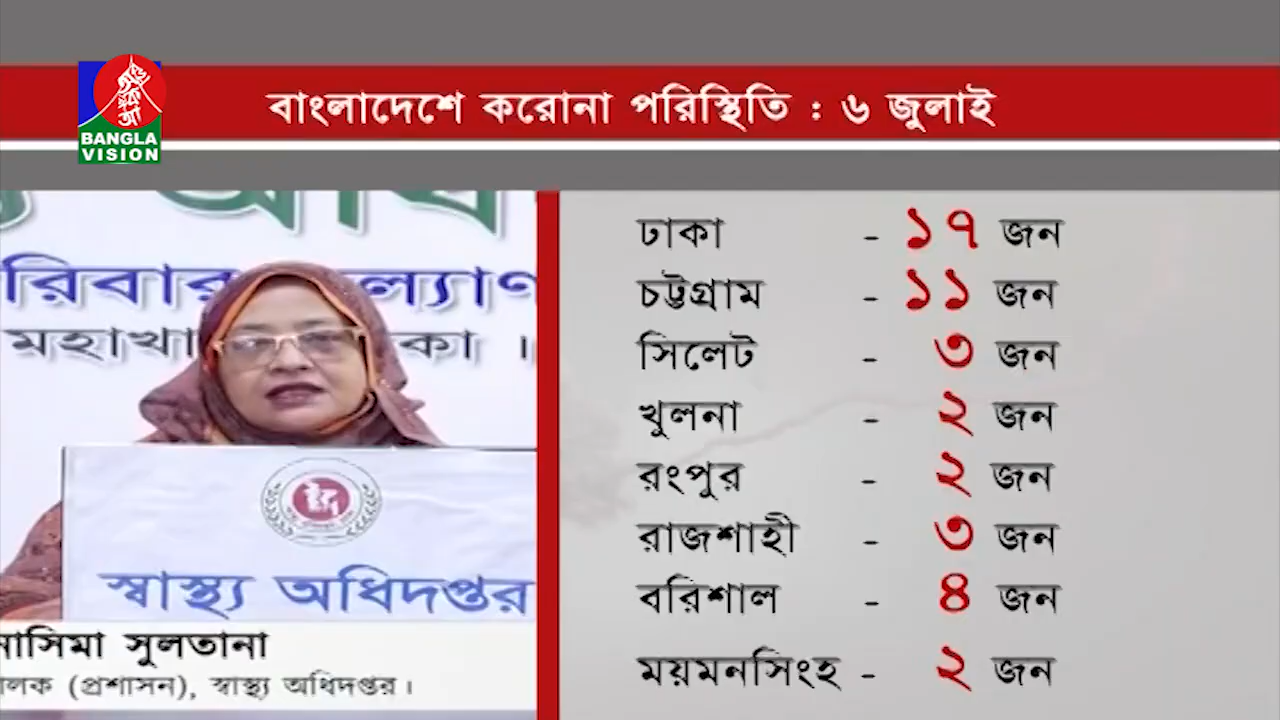 বাংলাদেশে করোনা পরিস্থিতি : ৬ জুলাই
BANGLA
VISION
ঢাকা - ১৭ জন
চট্টগ্রাম - ১১ জন
সিলেট - ৩ জন
খুলনা - ২ জন
রংপুর - ২ জন
রাজশাহী - ৩ জন
বরিশাল - ৪ জন
ময়মনসিংহ - ২ জন
স্বাস্থ্য অধিদপ্তর
নাসিমা সুলতানা
(প্রশাসন), স্বাস্থ্য অধিদপ্তর।